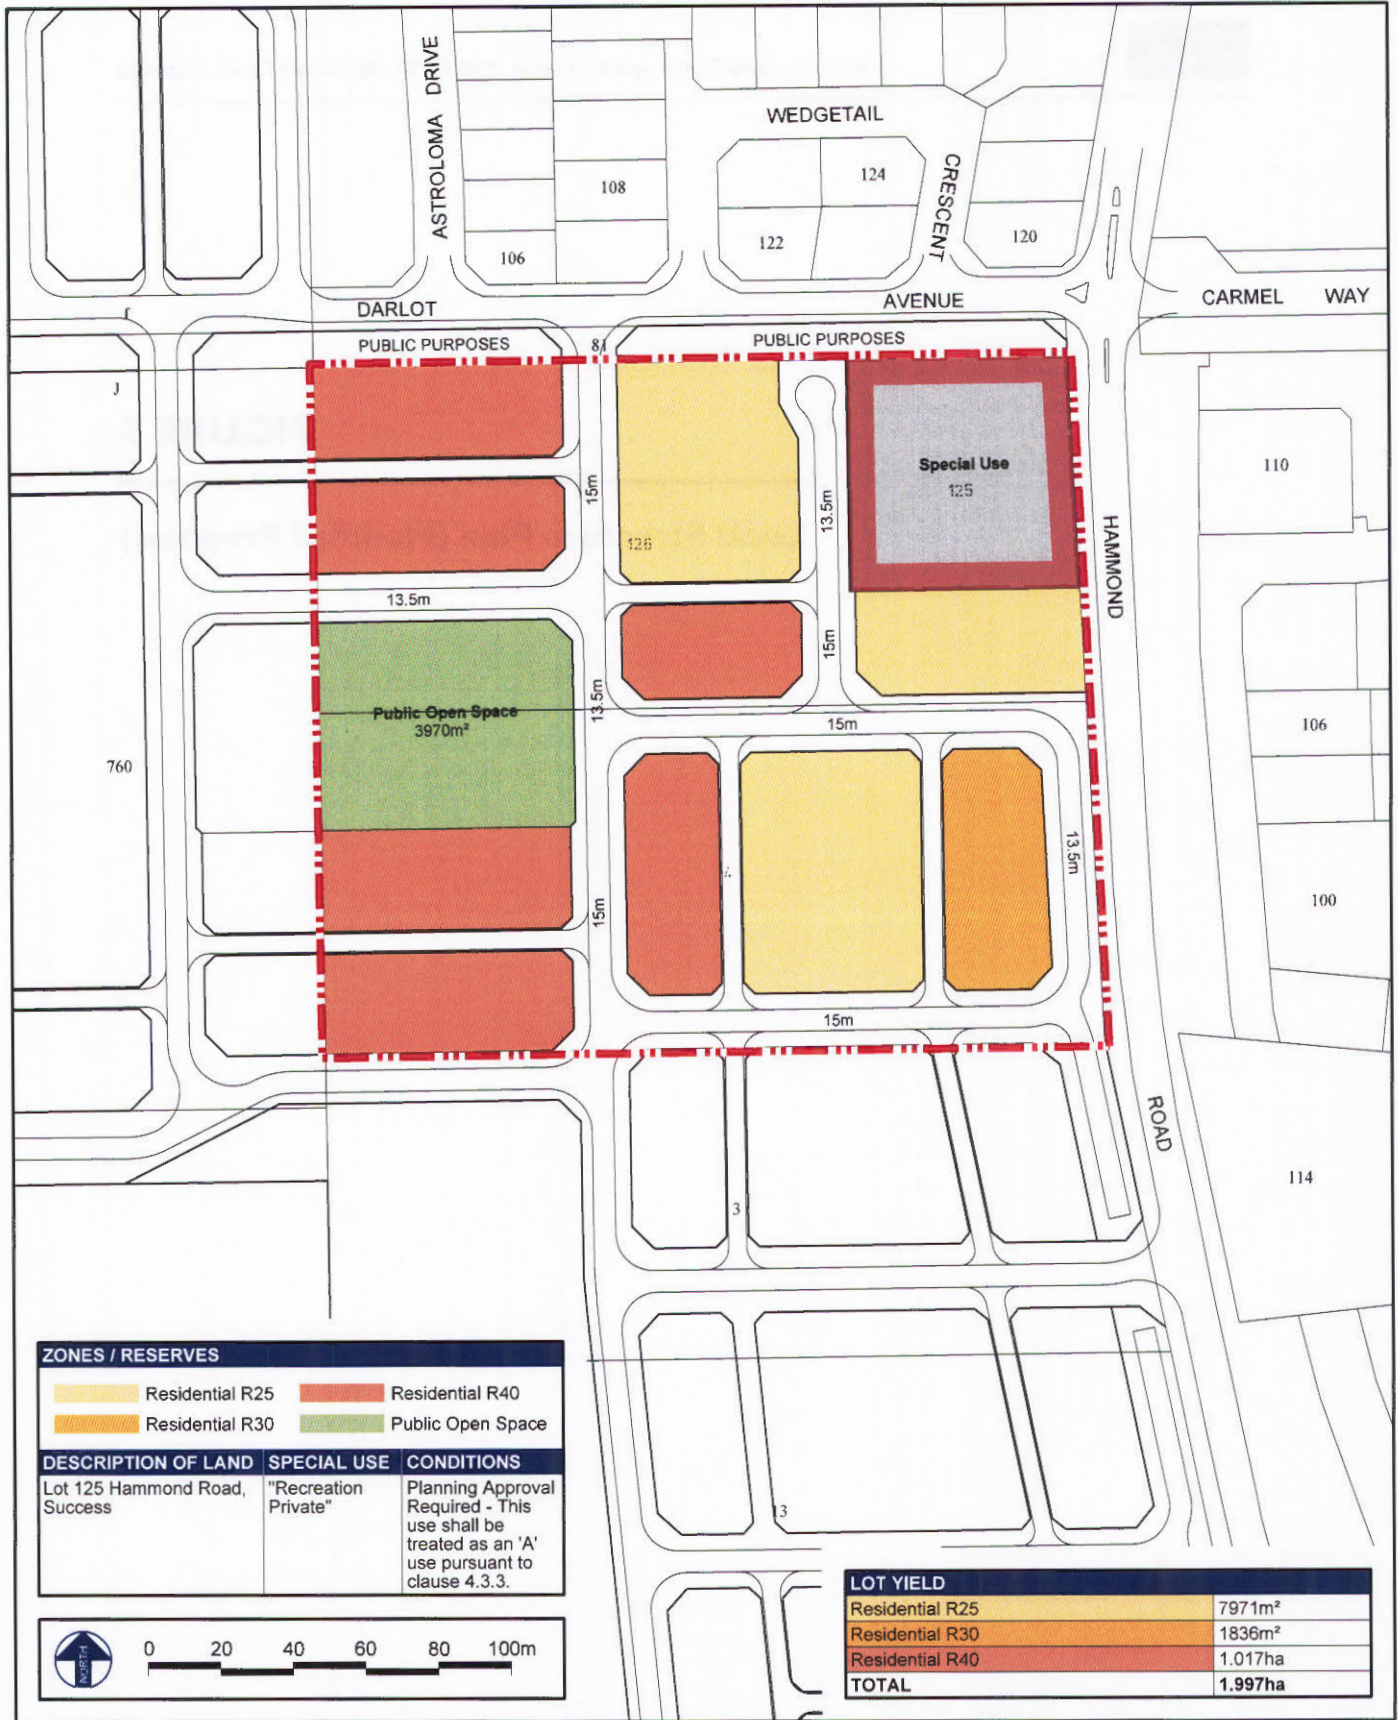 ASTROLOMA DRIVE
WEDGETAIL
CRESCENT
108
124
106
122
120
DARLOT
AVENUE
CARMEL WAY
PUBLIC PURPOSES
81
PUBLIC PURPOSES
J
15m
126
13.5m
Special Use
125
110
HAMMOND
13.5m
15m
Public Open Space
3970m²
13.5m
15m
760
106
13.5m
15m
100
15m
ROAD
114
3
13
ZONES / RESERVES
Residential R25
Residential R40
Residential R30
Public Open Space
DESCRIPTION OF LAND SPECIAL USE CONDITIONS
Lot 125 Hammond Road,
Success
"Recreation
Private"
Planning Approval
Required - This
use shall be
treated as an 'A'
use pursuant to
clause 4.3.3.
NORTH
0 20 40 60 80 100m
LOT YIELD
Residential R25 7971m²
Residential R30 1836m²
Residential R40 1.017ha
TOTAL 1.997ha